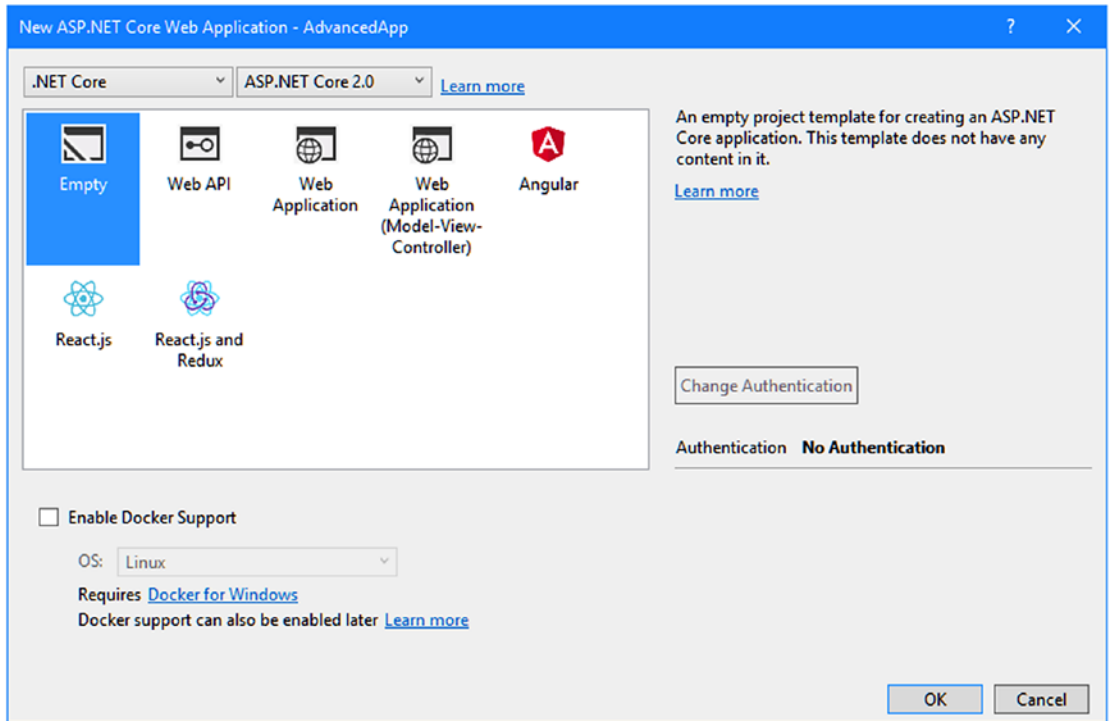 New ASP.NET Core Web Application - AdvancedApp
?
.NET Core
ASP.NET Core 2.0
Learn more
Empty
Web API
Web
Application
Web
Application
(Model-View-
Controller)
Angular
React.js
React.js and
Redux
An empty project template for creating an ASP.NET
Core application. This template does not have any
content in it.
Learn more
Change Authentication
Authentication No Authentication
Enable Docker Support
OS: Linux
Requires Docker for Windows
Docker support can also be enabled later Learn more
OK
Cancel